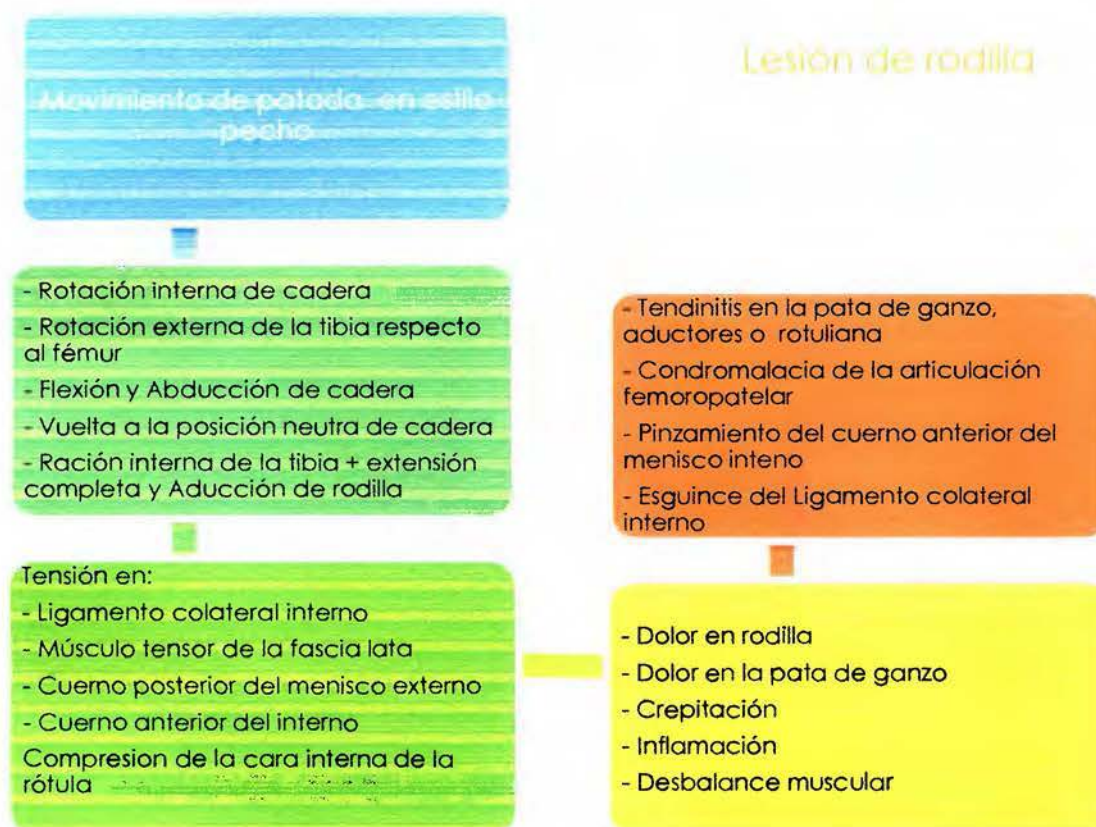 Lesión de rodilla
Movimiento de patada en estilo
pecho
- Rotación interna de cadera
- Rotación externa de la tibia respecto
al fémur
- Flexión y Abducción de cadera
- Vuelta a la posición neutra de cadera
- Ración interna de la tibia + extensión
completa y Aducción de rodilla
Tensión en:
- Ligamento colateral interno
- Músculo tensor de la fascia lata
- Cuerno posterior del menisco externo
- Cuerno anterior del interno
Compresion de la cara interna de la
rótula
- Dolor en rodilla
- Dolor en la pata de ganzo
- Crepitación
- Inflamación
- Desbalance muscular
- Tendinitis en la pata de ganzo,
aductores o rotuliana
- Condromalacia de la articulación
femoropatelar
- Pinzamiento del cuerno anterior del
menisco inteno
- Esguince del Ligamento colateral
interno